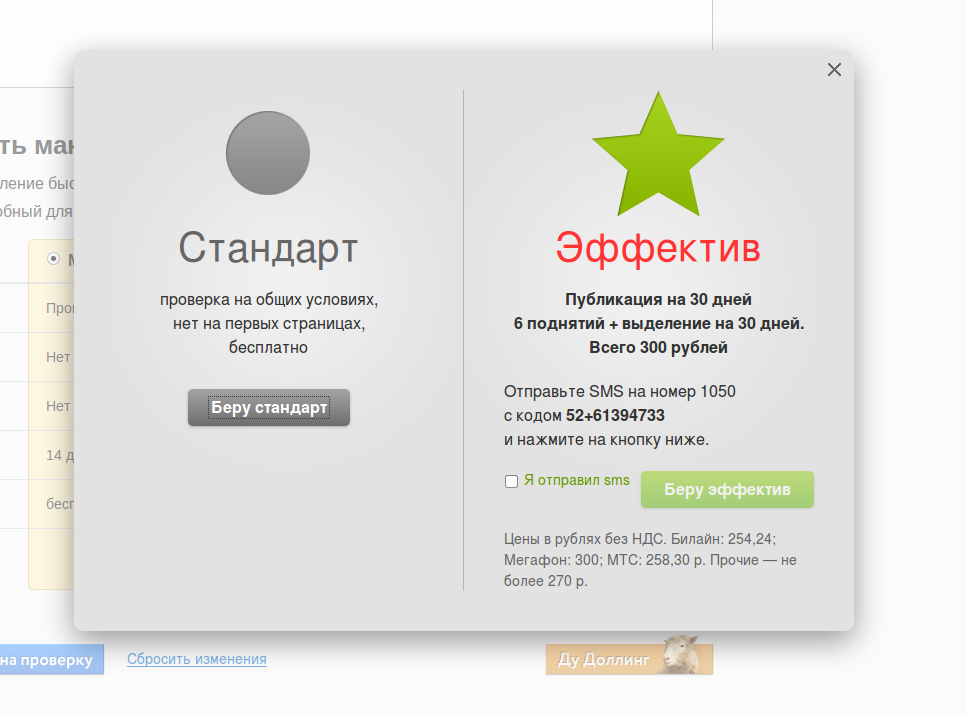 ть мак
ление быс
обный для
Про
Нет
Нет
14 д
бесп
Стандарт
проверка на общих условиях,
нет на первых страницах,
бесплатно
Беру стандарт
Эффектив
Публикация на 30 дней
6 поднятий + выделение на 30 дней.
Всего 300 рублей
Отправьте SMS на номер 1050
с кодом 52+61394733
и нажмите на кнопку ниже.
Я отправил sms
Беру эффектив
Цены в рублях без НДС. Билайн: 254,24;
Мегафон: 300; МТС: 258,30 р. Прочие — не
более 270 р.
на проверку
Сбросить изменения
Ду Доллинг